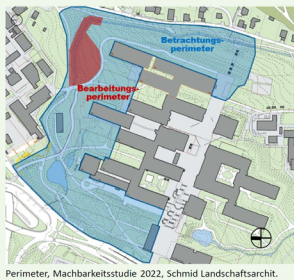 Betrachtungs-
perimeter
Bearbeitungs-
perimeter
Perimeter, Machbarkeitsstudie 2022, Schmid Landschaftsarchit.